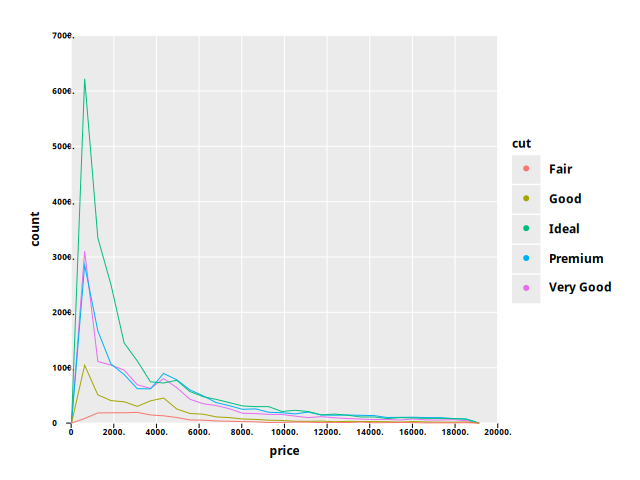 7000.
6000.
5000.
4000.
3000.
2000.
1000.
0
0
2000.
4000.
6000.
8000.
10000.
12000.
14000.
16000.
18000.
20000.
price
count
cut
Fair
Good
Ideal
Premium
Very Good